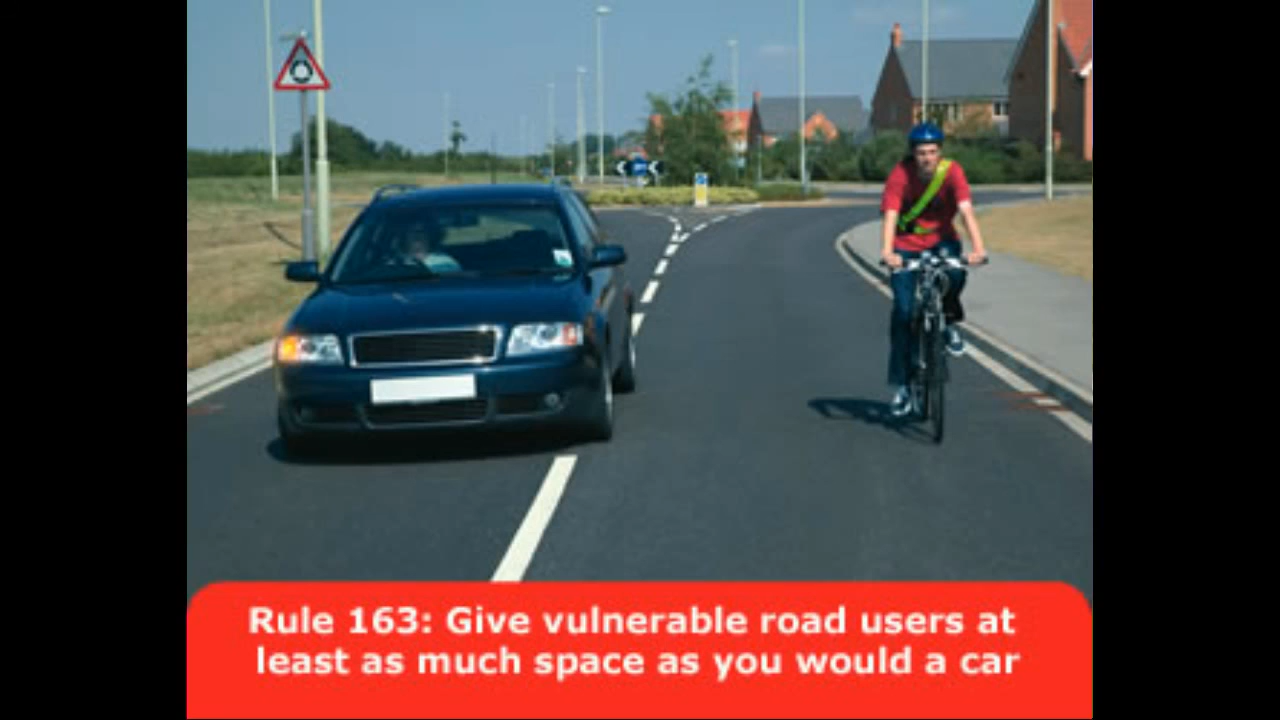 Rule 163: Give vulnerable road users at
least as much space as you would a car